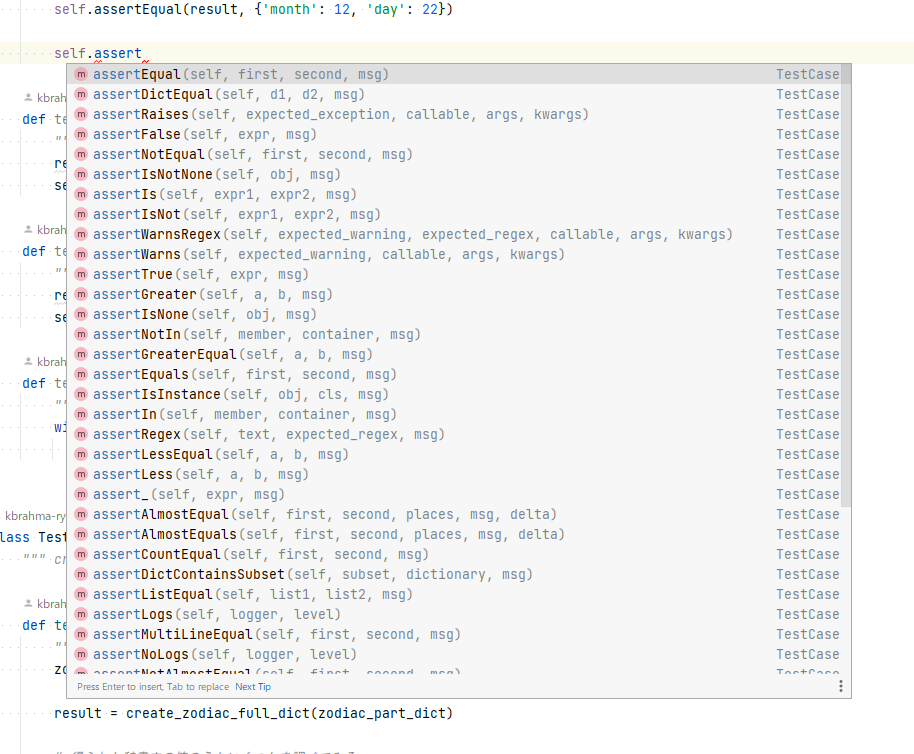 self.assertEqual(result, {'month': 12, 'day': 22})
self.assert
assertEqual(self, first, second, msg) TestCase
assertDictEqual(self, d1, d2, msg) TestCase
kbrah
assertRaises(self, expected_exception, callable, args, kwargs) TestCase
def te
assertFalse(self, expr, msg) TestCase
""
assertNotEqual(self, first, second, msg) TestCase
re
assertIsNotNone(self, obj, msg) TestCase
se
assertIs(self, expr1, expr2, msg) TestCase
assertIsNot(self, expr1, expr2, msg) TestCase
kbrah
assertWarnsRegex(self, expected_warning, expected_regex, callable, args, kwargs) TestCase
def te
assertWarns(self, expected_warning, callable, args, kwargs) TestCase
""
assertTrue(self, expr, msg) TestCase
re
assertGreater(self, a, b, msg) TestCase
se
assertIsNone(self, obj, msg) TestCase
assertNotIn(self, member, container, msg) TestCase
kbrah
assertGreaterEqual(self, a, b, msg) TestCase
def te
assertEquals(self, first, second, msg) TestCase
""
assertIsInstance(self, obj, cls, msg) TestCase
assertIn(self, member, container, msg) TestCase
wi
assertRegex(self, text, expected_regex, msg) TestCase
assertLessEqual(self, a, b, msg) TestCase
assertLess(self, a, b, msg) TestCase
assert_(self, expr, msg) TestCase
kbrahma-ry
assertAlmostEqual(self, first, second, places, msg, delta) TestCase
lass Test
assertAlmostEquals(self, first, second, places, msg, delta) TestCase
""" cr
assertCountEqual(self, first, second, msg) TestCase
assertDictContainsSubset(self, subset, dictionary, msg) TestCase
assertListEqual(self, list1, list2, msg) TestCase
kbrah
assertLogs(self, logger, level) TestCase
def te
assertMultiLineEqual(self, first, second, msg) TestCase
""
assertNoLogs(self, logger, level) TestCase
zo
assertNotAlmostEqual(self, first, second, msg) TestCase
Press Enter to insert, Tab to replace Next Tip
result = create_zodiac_full_dict(zodiac_part_dict)